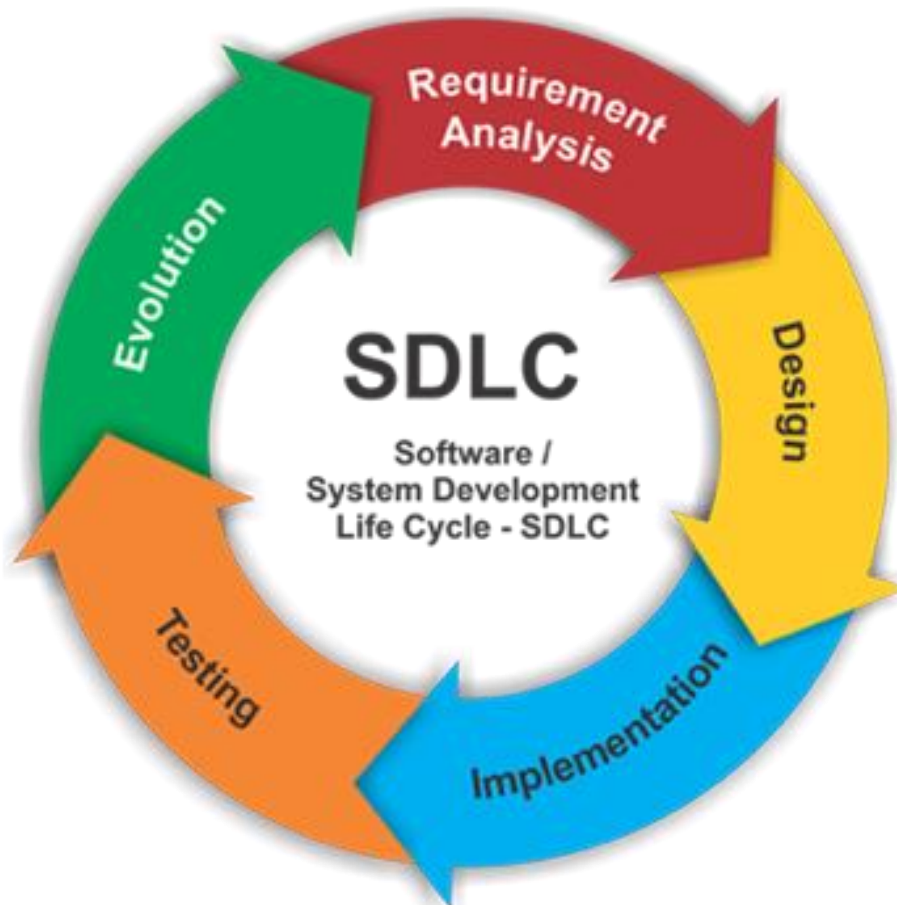 Requirement
Analysis
Design
Implementation
Testing
Evolution
SDLC
Software /
System Development
Life Cycle - SDLC